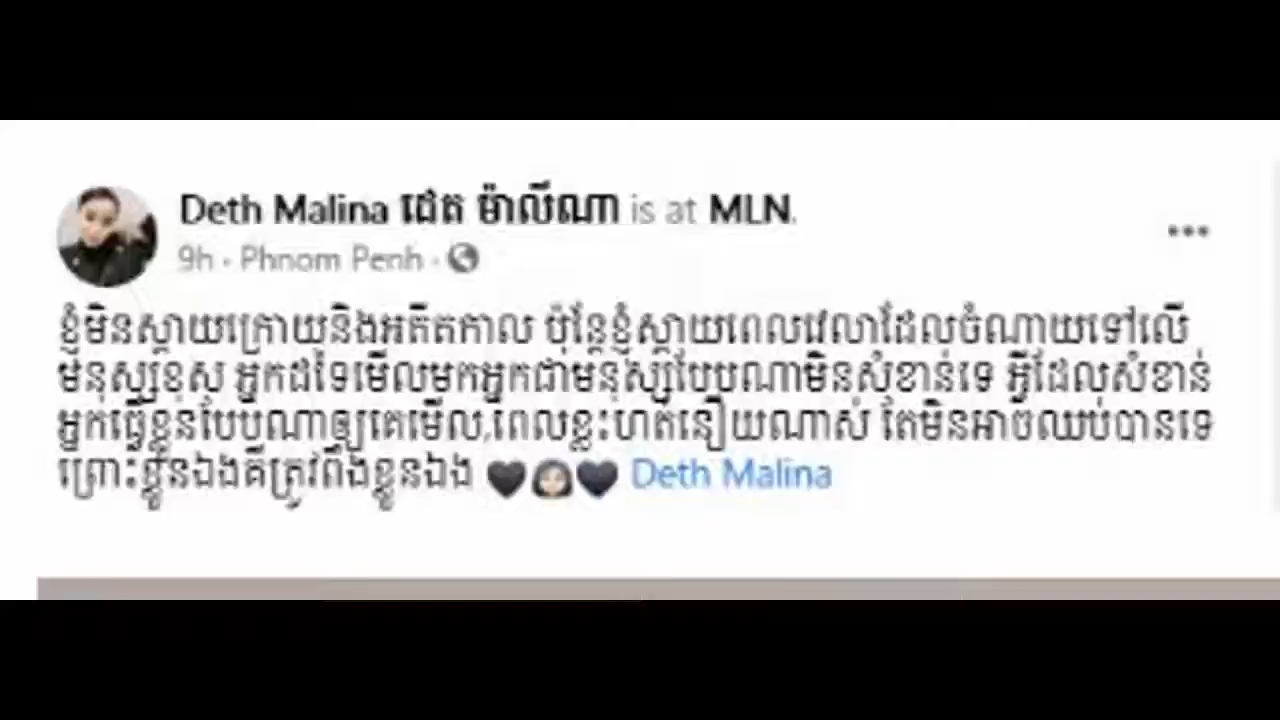 Deth Malina ដេត ម៉ាលីណា is at MLN.
9h · Phnom Penh ·
ខ្ញុំមិនស្តាយក្រោយនិងអតីតកាល ប៉ុន្តែខ្ញុំស្តាយពេលវេលាដែលចំណាយទៅលើ
មនុស្សខុស អ្នកដទៃមើលមកអ្នកជាមនុស្សបែបណាមិនសំខាន់ទេ អ្វីដែលសំខាន់
អ្នកធ្វើខ្លួនបែបណាឲ្យគេមើល,ពេលខ្លះហត់នឿយណាស់ តែមិនអាចឈប់បានទេ
ព្រោះខ្លួនឯងគឺត្រូវពឹងខ្លួនឯង 🖤👩🏻🖤 Deth Malina